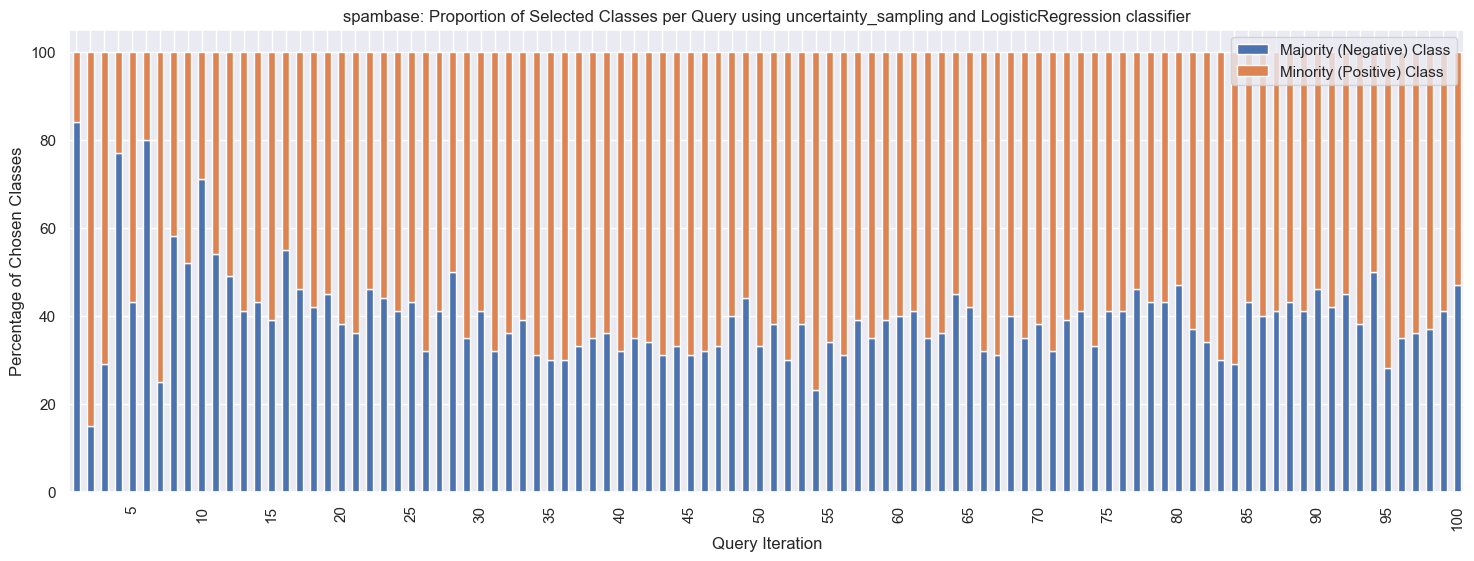 spambase: Proportion of Selected Classes per Query using uncertainty_sampling and LogisticRegression classifier
Majority (Negative) Class
Minority (Positive) Class
Percentage of Chosen Classes
100
80
60
40
20
0
5 10 15 20 25 30 35 40 45 50 55 60 65 70 75 80 85 90 95 100
Query Iteration